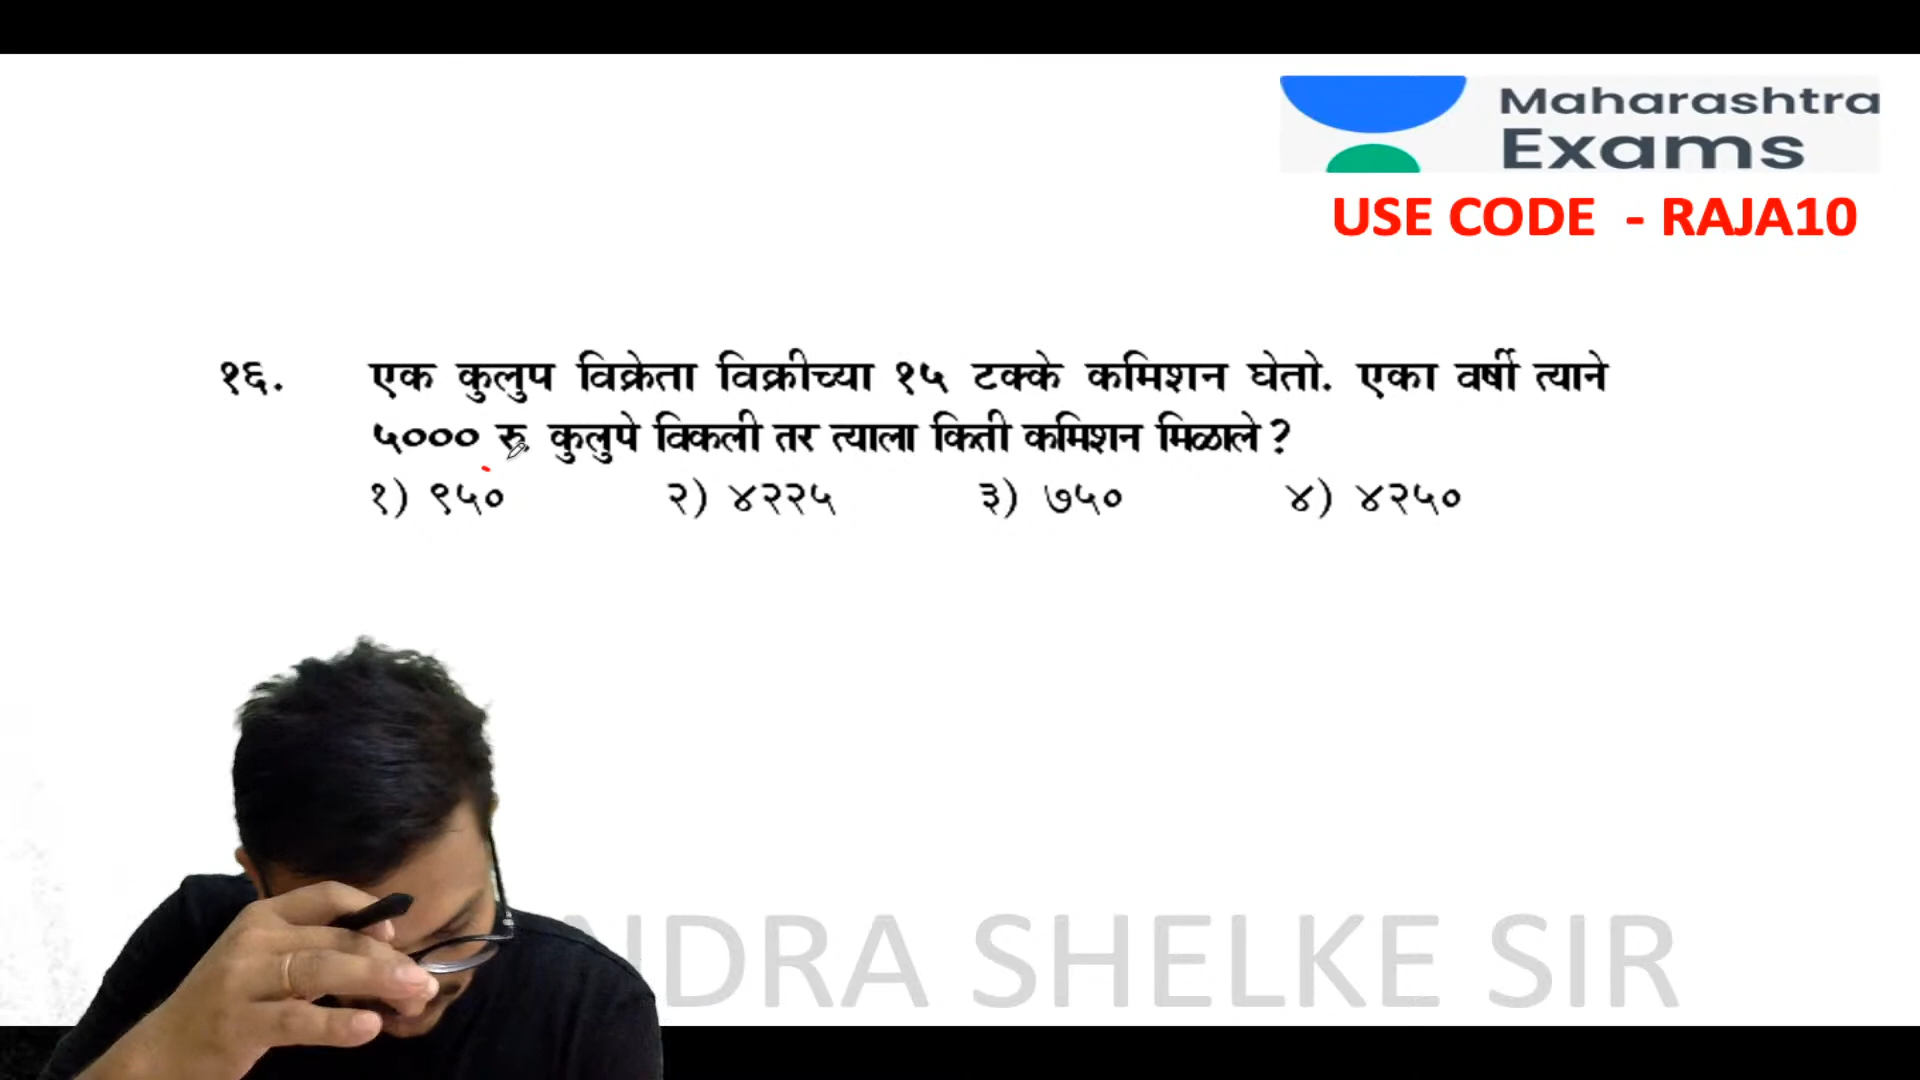 Maharashtra
Exams
USE CODE - RAJA10
१६. एक कुलुप विक्रेता विक्रीच्या १५ टक्के कमिशन घेतो. एका वर्षी त्याने
५००० रु. कुलुपे विकली तर त्याला किती कमिशन मिळाले ?
१) ९५० २) ४२२५ ३) ७५० ४) ४२५०
NDRA SHELKE SIR